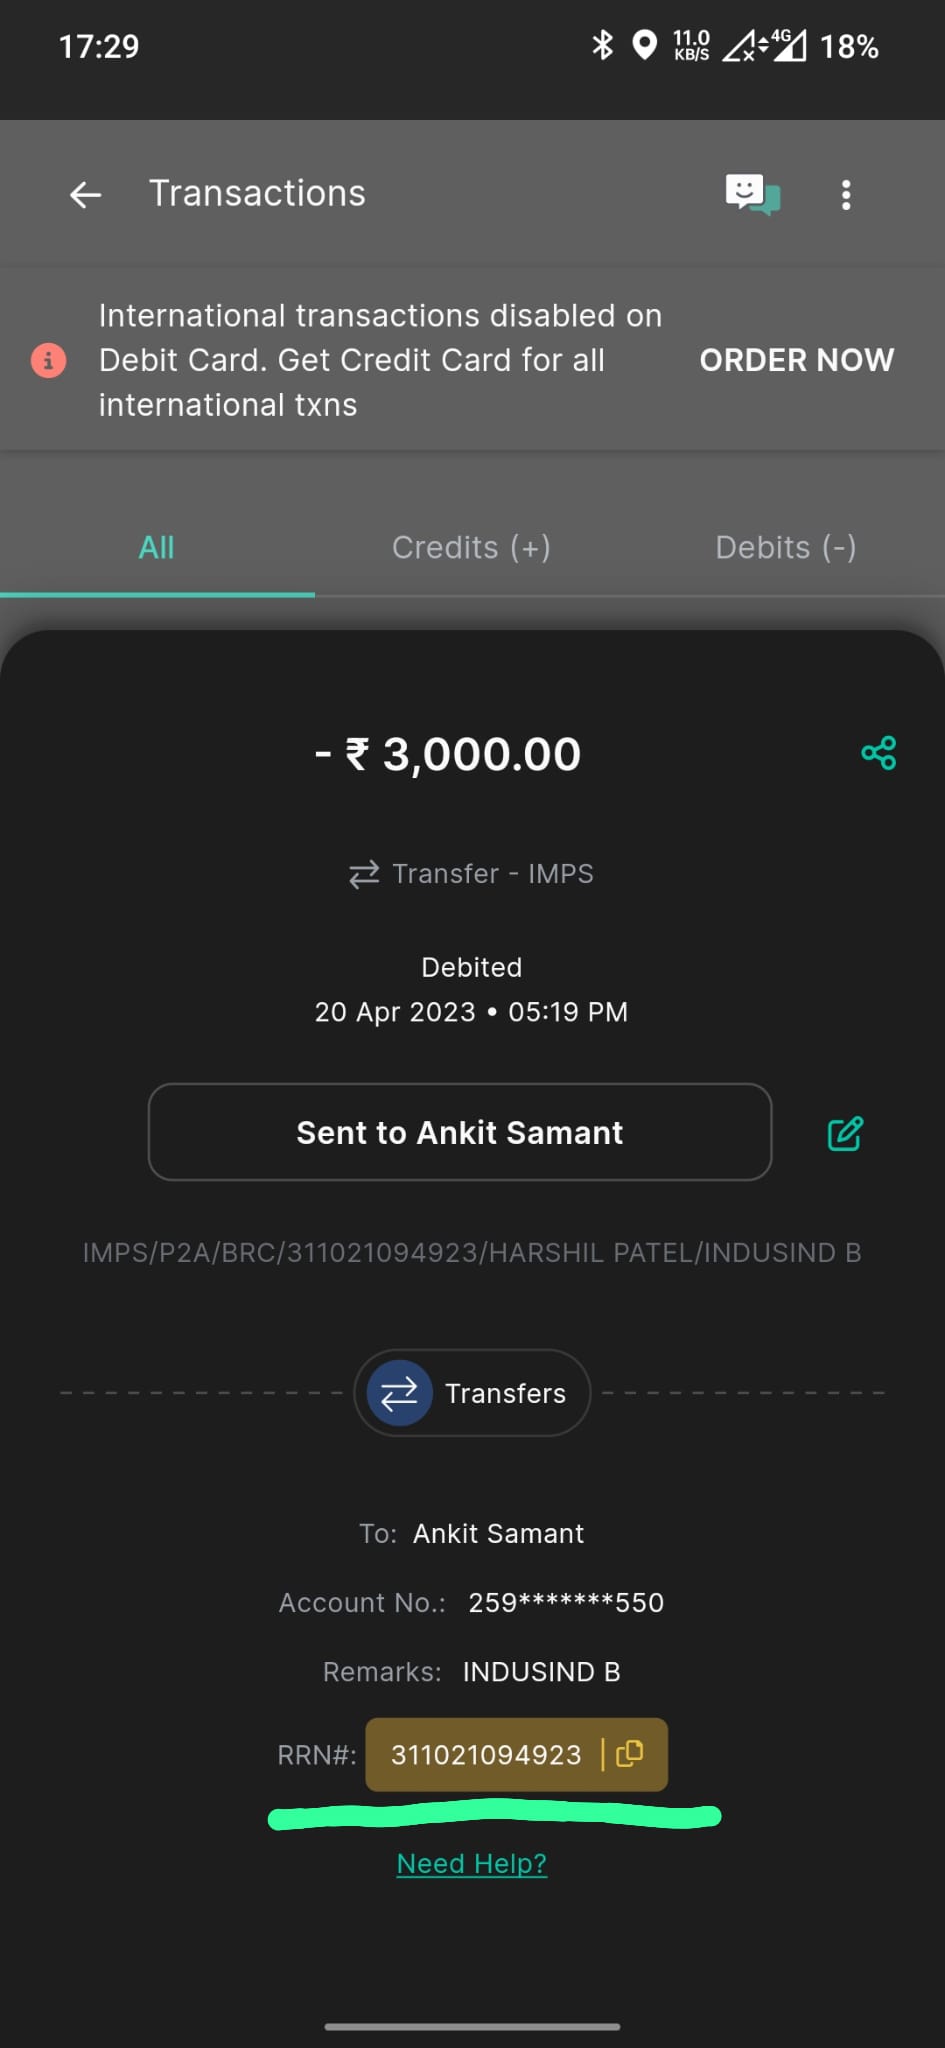 17:29
11.0 KB/S 4G 18%
Transactions
International transactions disabled on
Debit Card. Get Credit Card for all
international txns
ORDER NOW
All Credits (+) Debits (-)
- ₹ 3,000.00
Transfer - IMPS
Debited
20 Apr 2023 • 05:19 PM
Sent to Ankit Samant
IMPS/P2A/BRC/311021094923/HARSHIL PATEL/INDUSIND B
Transfers
To: Ankit Samant
Account No.: 259*******550
Remarks: INDUSIND B
RRN#: 311021094923
Need Help?